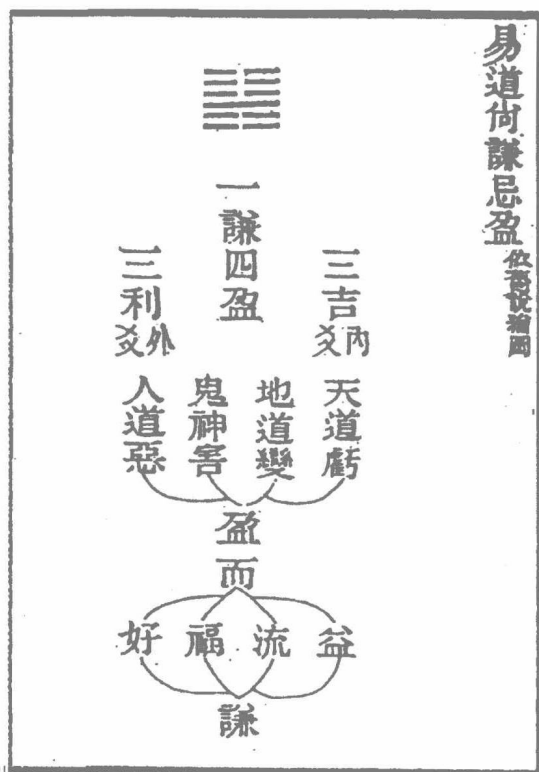 易道尚謙忌盈
依舊說圖
三吉內爻
一謙四盈
三利外爻
天道虧
地道變
鬼神害
人道惡
盈而
益
流
福
好
謙